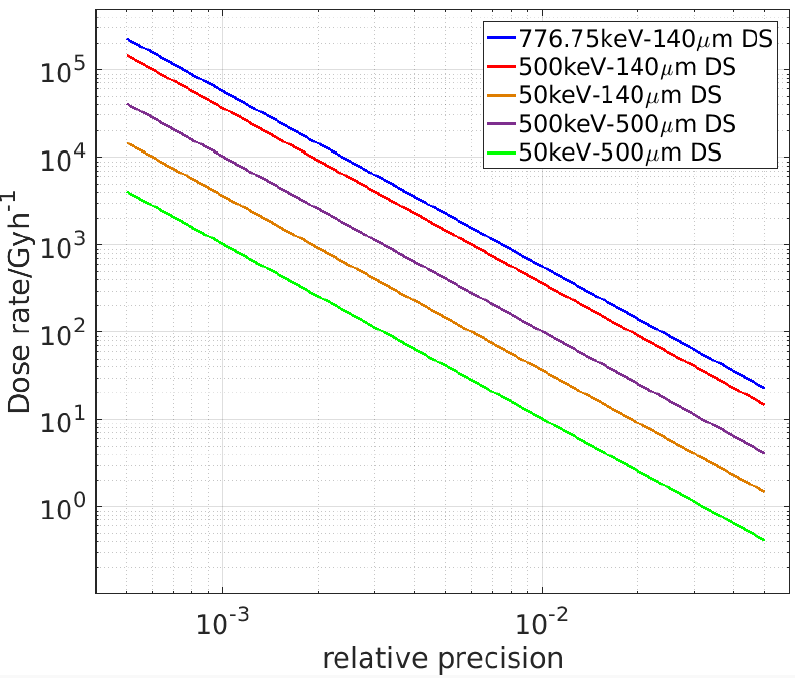 776.75keV-140μm DS
500keV-140μm DS
50keV-140μm DS
500keV-500μm DS
50keV-500μm DS
10^5
10^4
10^3
10^2
10^1
10^0
Dose rate/Gyh^-1
10^-3 10^-2
relative precision